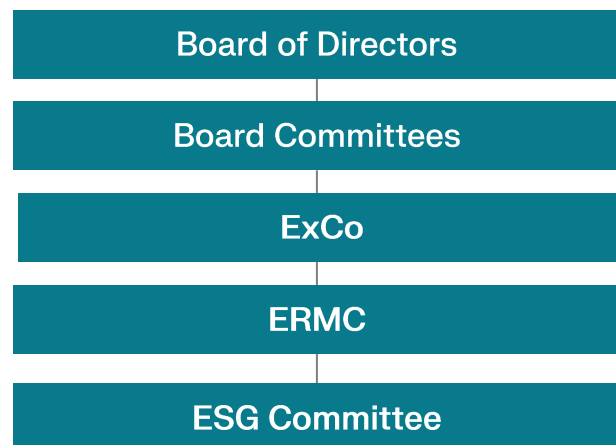 Board of Directors
Board Committees
ExCo
ERMC
ESG Committee